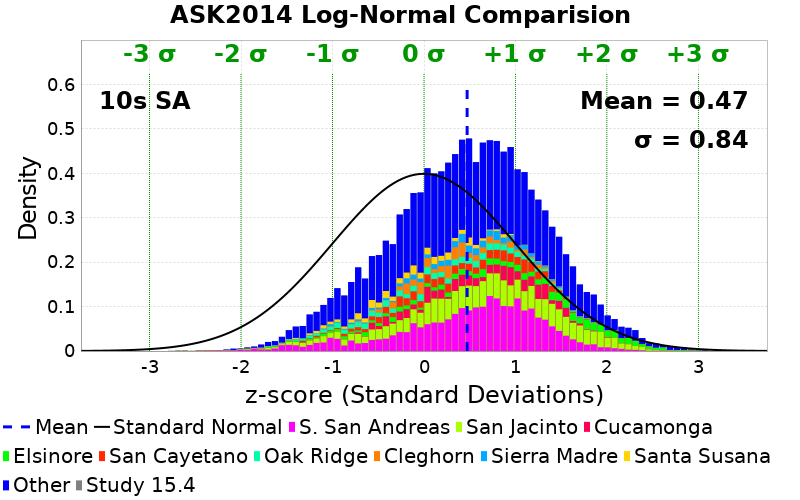 ASK2014 Log-Normal Comparision
-3 σ -2 σ -1 σ 0 σ +1 σ +2 σ +3 σ
10s SA
Mean = 0.47
σ = 0.84
Density
0.6
0.5
0.4
0.3
0.2
0.1
0
-3 -2 -1 0 1 2 3
z-score (Standard Deviations)
Mean Standard Normal S. San Andreas San Jacinto Cucamonga
Elsinore San Cayetano Oak Ridge Cleghorn Sierra Madre Santa Susana
Other Study 15.4